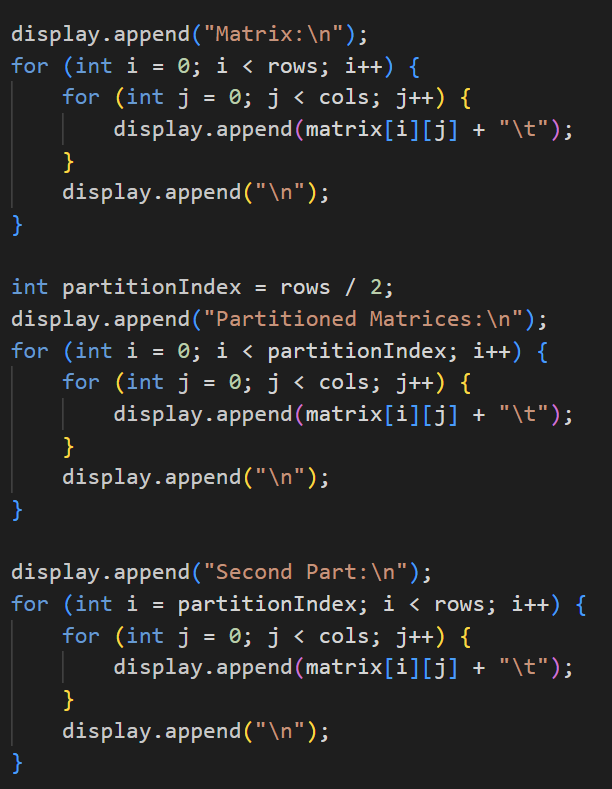 display.append("Matrix:\n");
for (int i = 0; i < rows; i++) {
    for (int j = 0; j < cols; j++) {
        display.append(matrix[i][j] + "\t");
    }
    display.append("\n");
}

int partitionIndex = rows / 2;
display.append("Partitioned Matrices:\n");
for (int i = 0; i < partitionIndex; i++) {
    for (int j = 0; j < cols; j++) {
        display.append(matrix[i][j] + "\t");
    }
    display.append("\n");
}

display.append("Second Part:\n");
for (int i = partitionIndex; i < rows; i++) {
    for (int j = 0; j < cols; j++) {
        display.append(matrix[i][j] + "\t");
    }
    display.append("\n");
}